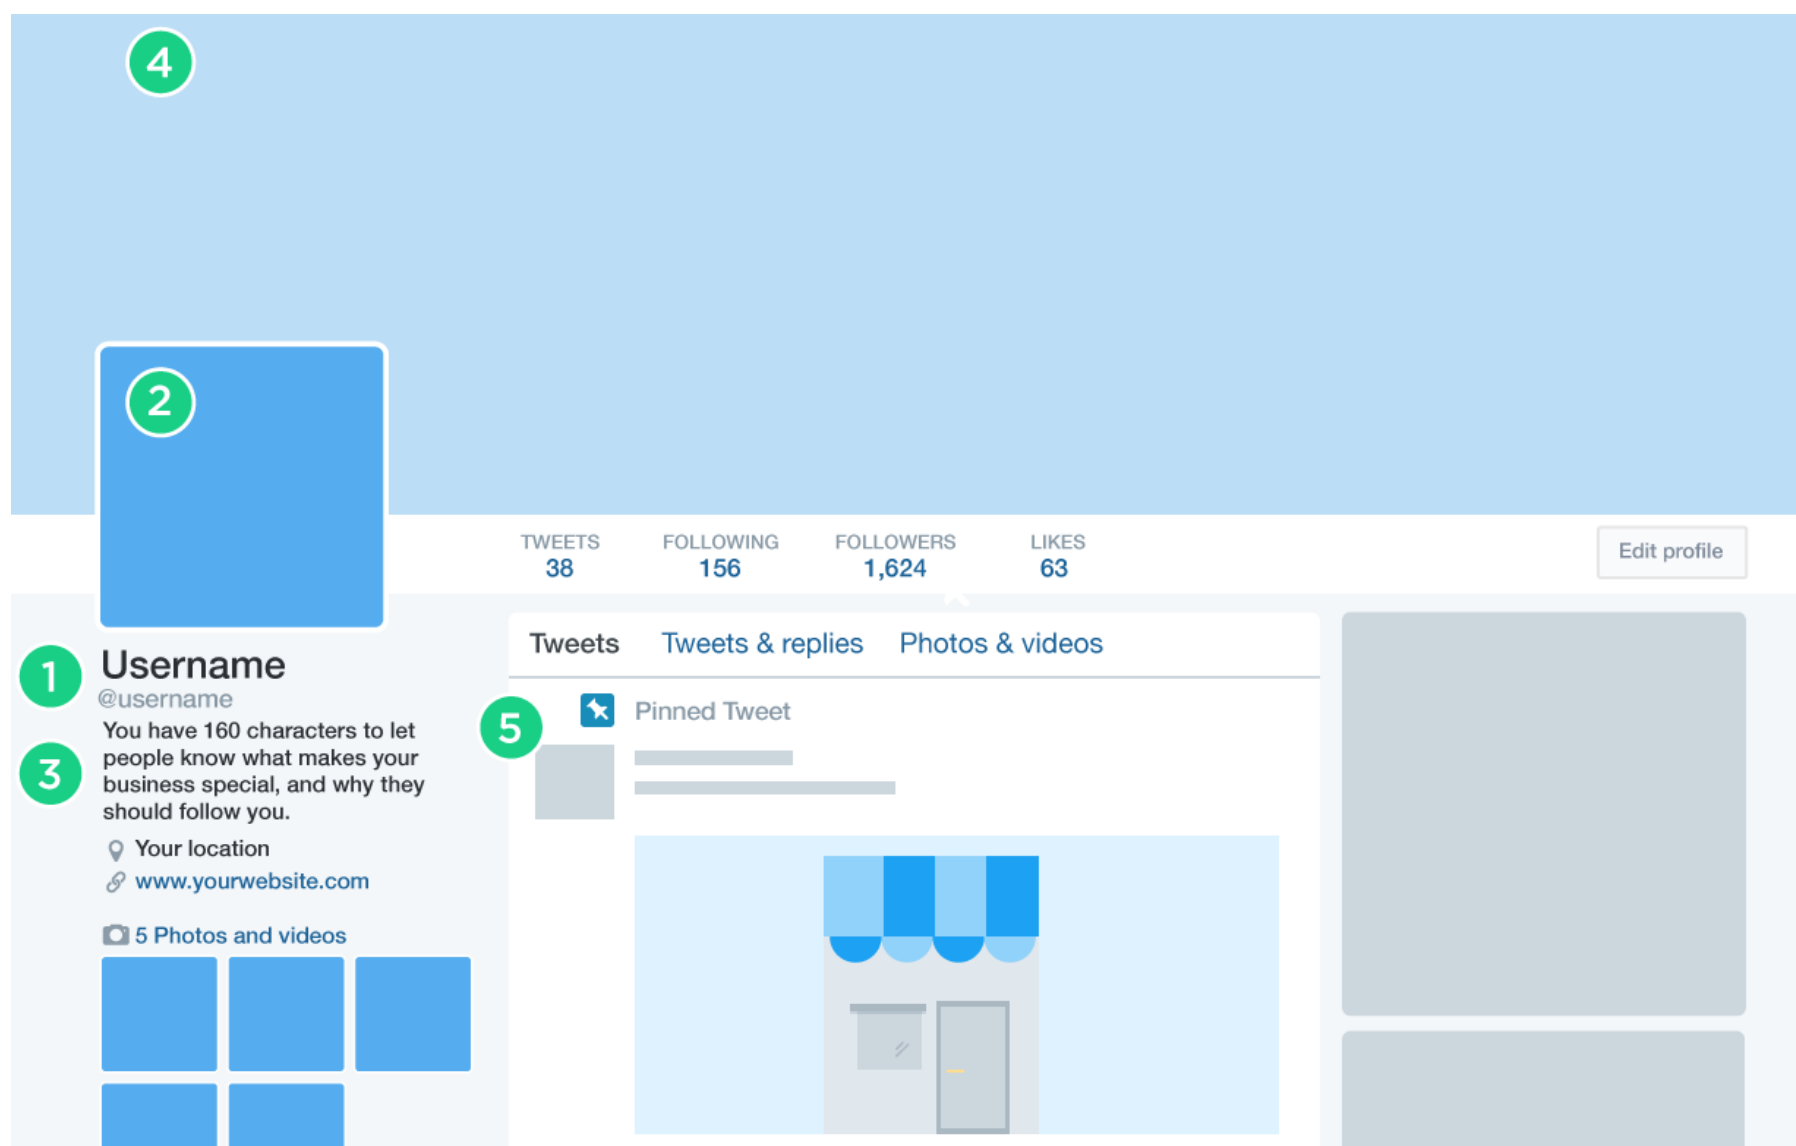 4
2
TWEETS FOLLOWING FOLLOWERS LIKES
38 156 1,624 63
Edit profile
1
Username
@username
3
You have 160 characters to let
people know what makes your
business special, and why they
should follow you.
Your location
www.yourwebsite.com
5 Photos and videos
Tweets Tweets & replies Photos & videos
5
Pinned Tweet